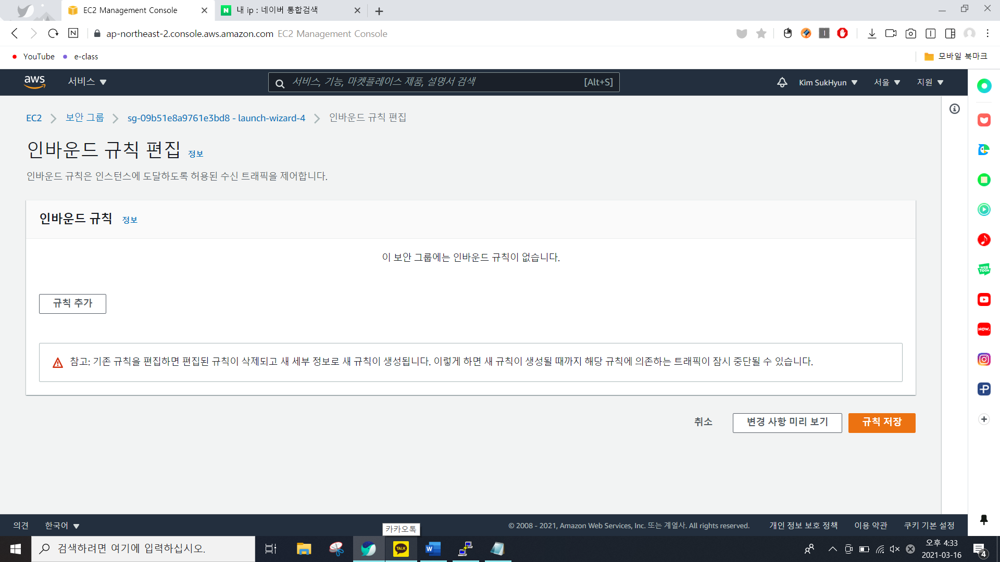 EC2 Management Console
내 ip : 네이버 통합검색
N
ap-northeast-2.console.aws.amazon.com EC2 Management Console
YouTube
e-class
모바일 북마크
aws
서비스
서비스, 기능, 마켓플레이스 제품, 설명서 검색
[Alt+S]
Kim SukHyun
서울
지원
EC2
보안 그룹
sg-09b51e8a9761e3bd8 - launch-wizard-4
인바운드 규칙 편집
인바운드 규칙 편집 정보
인바운드 규칙은 인스턴스에 도달하도록 허용된 수신 트래픽을 제어합니다.
인바운드 규칙 정보
이 보안 그룹에는 인바운드 규칙이 없습니다.
규칙 추가
참고: 기존 규칙을 편집하면 편집된 규칙이 삭제되고 새 세부 정보로 새 규칙이 생성됩니다. 이렇게 하면 새 규칙이 생성될 때까지 해당 규칙에 의존하는 트래픽이 잠시 중단될 수 있습니다.
취소
변경 사항 미리 보기
규칙 저장
WEB
TOON
NOW.
의견
한국어
© 2008 - 2021, Amazon Web Services, Inc. 또는 계열사. All rights reserved.
개인 정보 보호 정책
이용 약관
쿠키 기본 설정
카카오톡
검색하려면 여기에 입력하십시오.
TALK
W
오후 4:33
2021-03-16
4